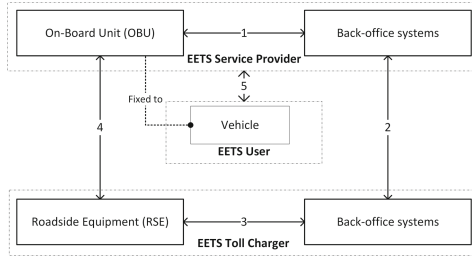 On-Board Unit (OBU)
1
Back-office systems
EETS Service Provider
5
Fixed to
Vehicle
4
2
EETS User
Roadside Equipment (RSE)
3
Back-office systems
EETS Toll Charger